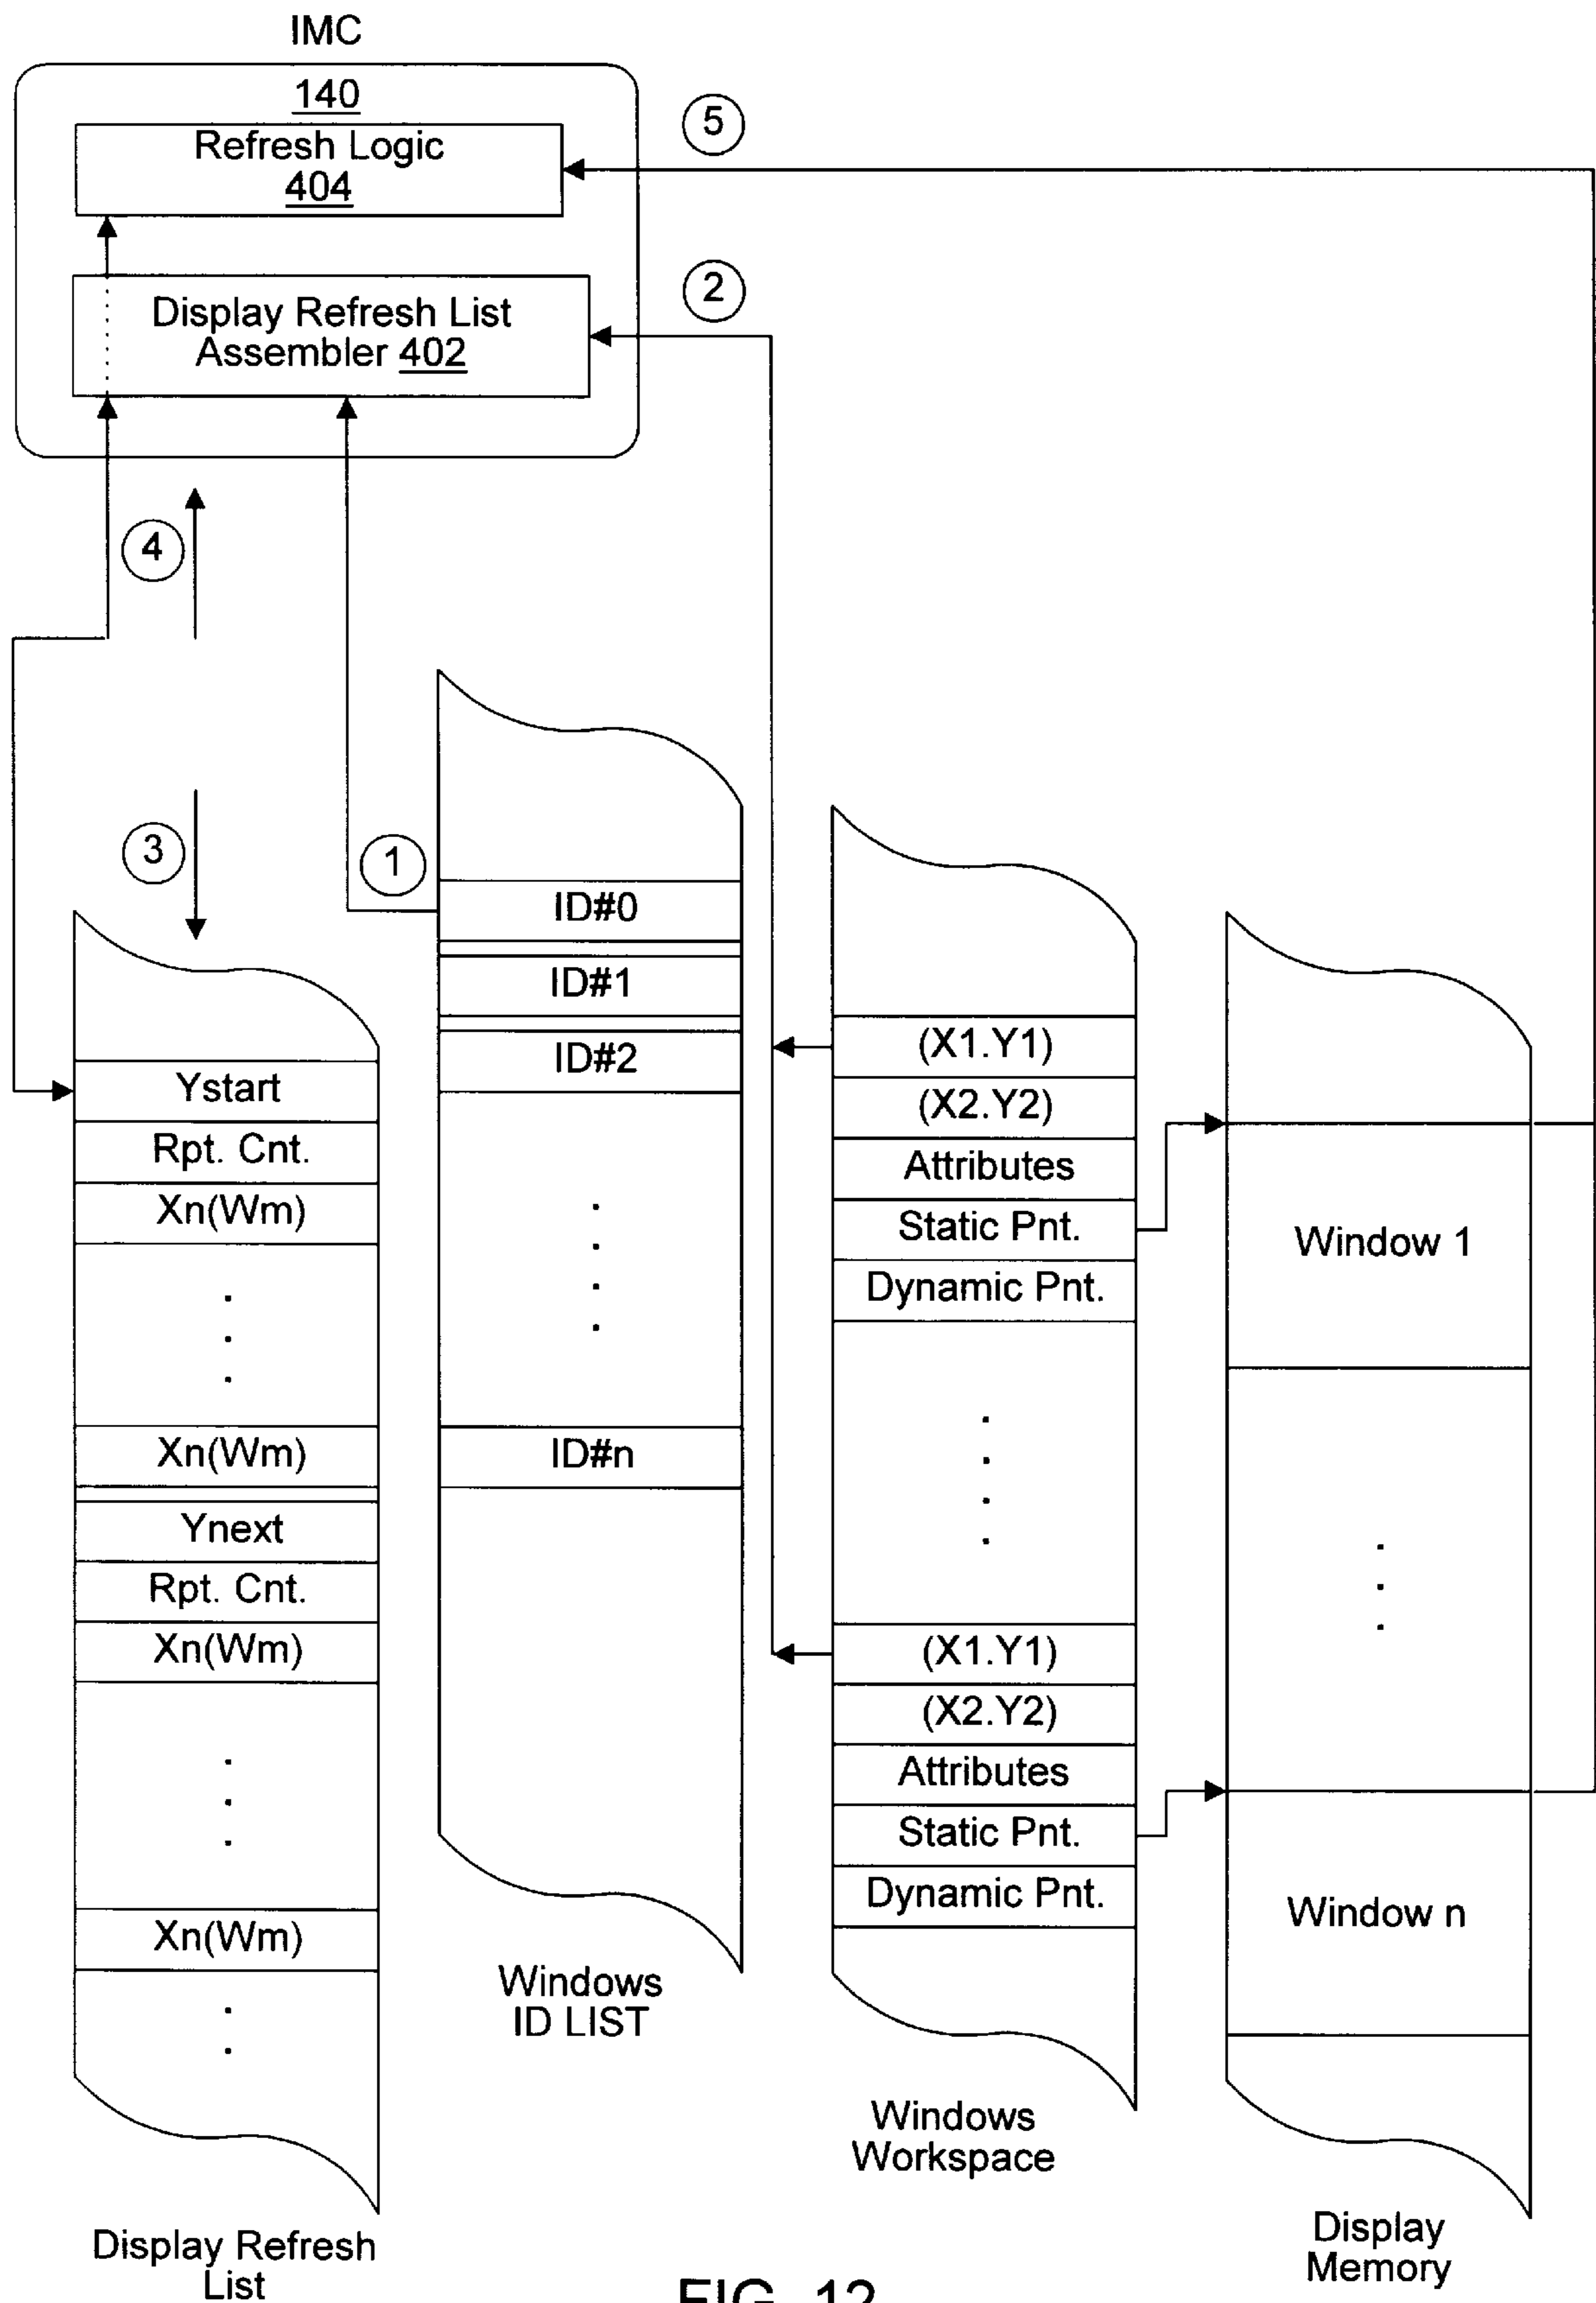 IMC
140
Refresh Logic
404
5
Display Refresh List
Assembler 402
2
4
3
1
Ystart
Rpt. Cnt.
Xn(Wm)
.
.
.
Xn(Wm)
Ynext
Rpt. Cnt.
Xn(Wm)
.
.
.
Xn(Wm)
.
.
Display Refresh
List
ID#0
ID#1
ID#2
.
.
.
.
ID#n
Windows
ID LIST
(X1.Y1)
(X2.Y2)
Attributes
Static Pnt.
Dynamic Pnt.
.
.
.
.
(X1.Y1)
(X2.Y2)
Attributes
Static Pnt.
Dynamic Pnt.
Windows
Workspace
Window 1
.
.
.
Window n
Display
Memory
FIG. 12